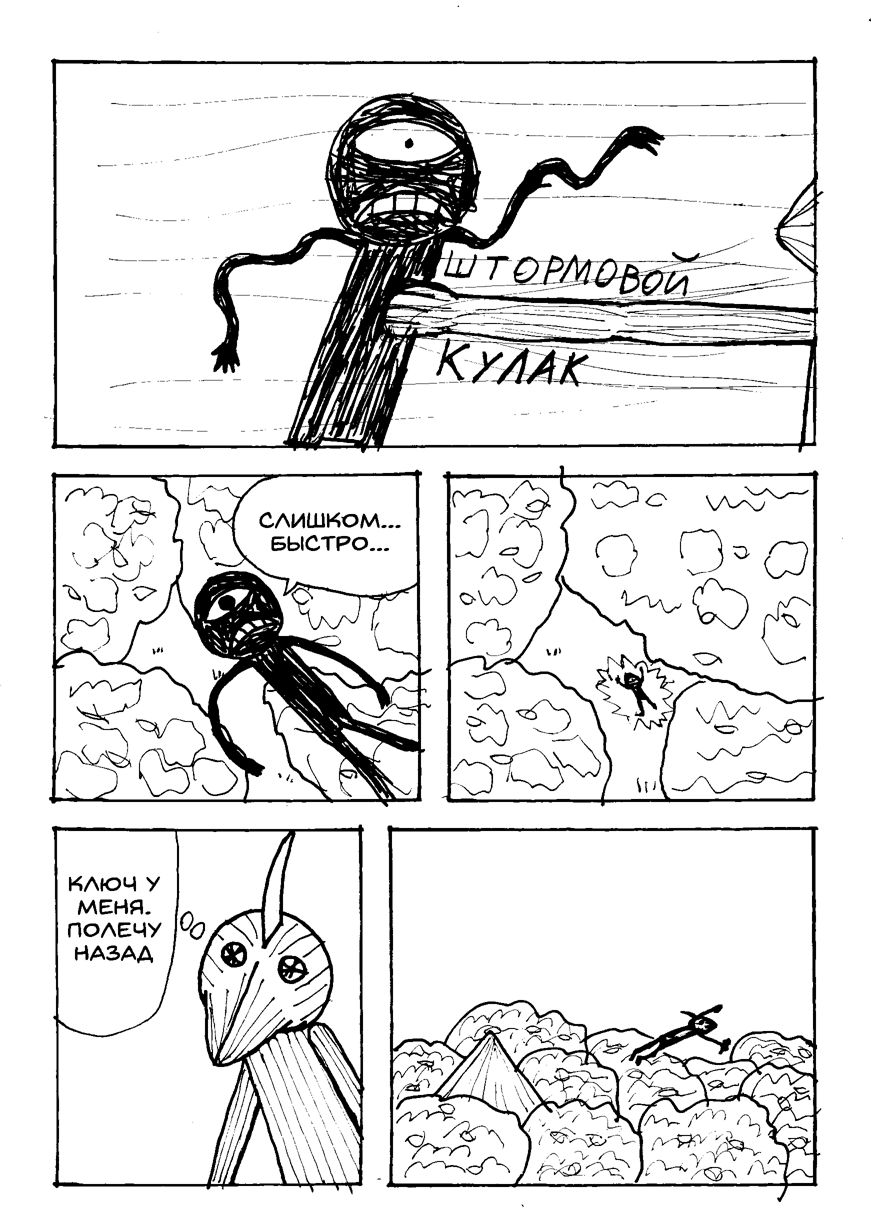 ШТОРМОВОЙ
КУЛАК
СЛИШКОМ...
БЫСТРО...
КЛЮЧ У
МЕНЯ.
ПОЛЕЧУ
НАЗАД